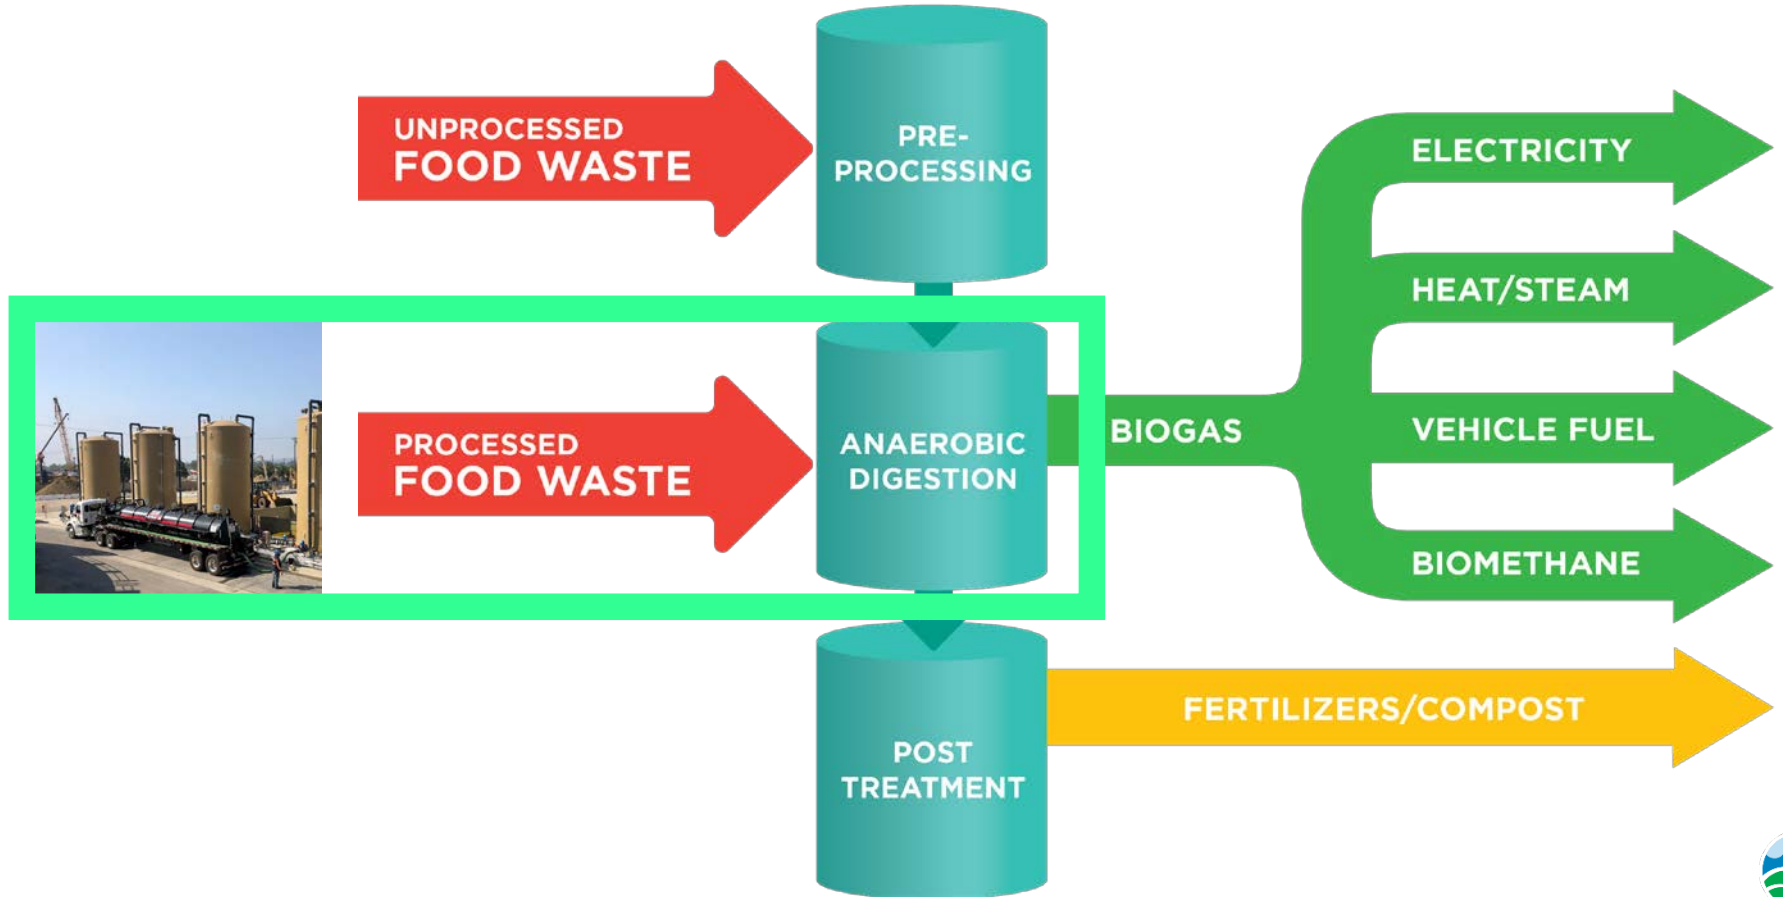 UNPROCESSED
FOOD WASTE
PRE-
PROCESSING
PROCESSED
FOOD WASTE
ANAEROBIC
DIGESTION
BIOGAS
ELECTRICITY
HEAT/STEAM
VEHICLE FUEL
BIOMETHANE
POST
TREATMENT
FERTILIZERS/COMPOST